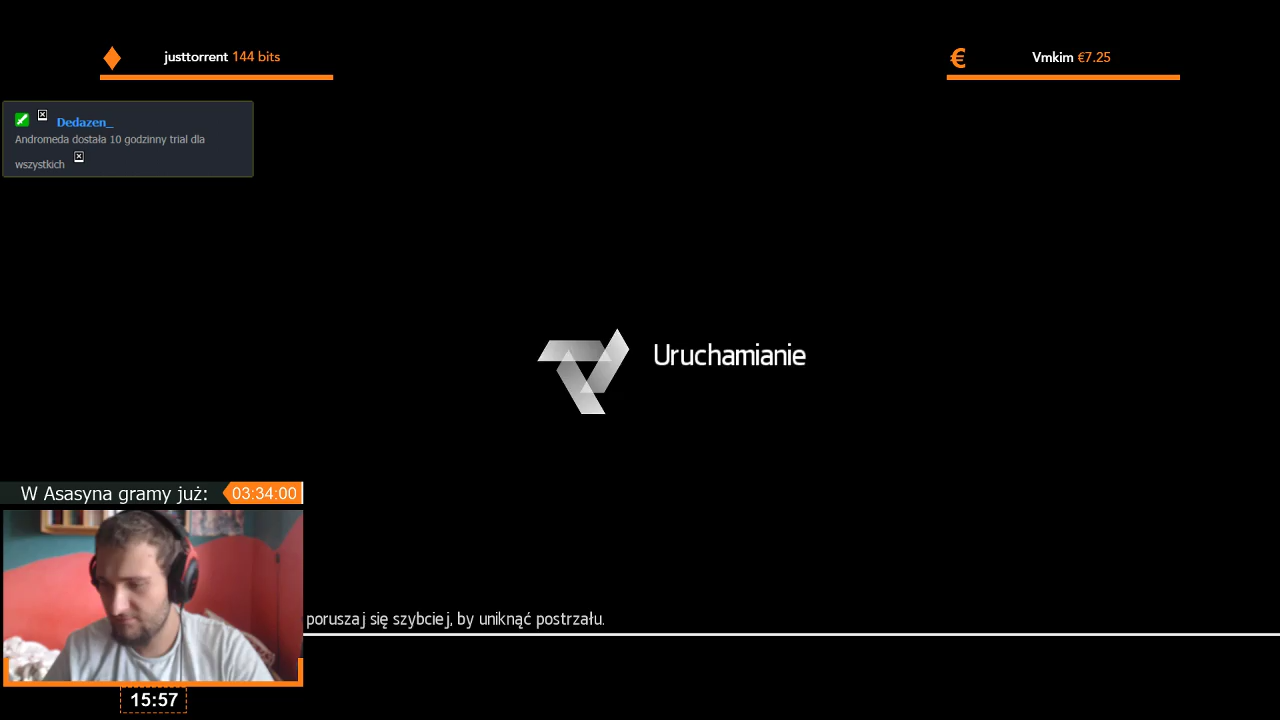 justtorrent 144 bits
Vmkim €7.25
Dedazen_
Andromeda dostała 10 godzinny trial dla
wszystkich
Uruchamianie
W Asasyna gramy już: 03:34:00
poruszaj się szybciej, by uniknąć postrzału.
15:57